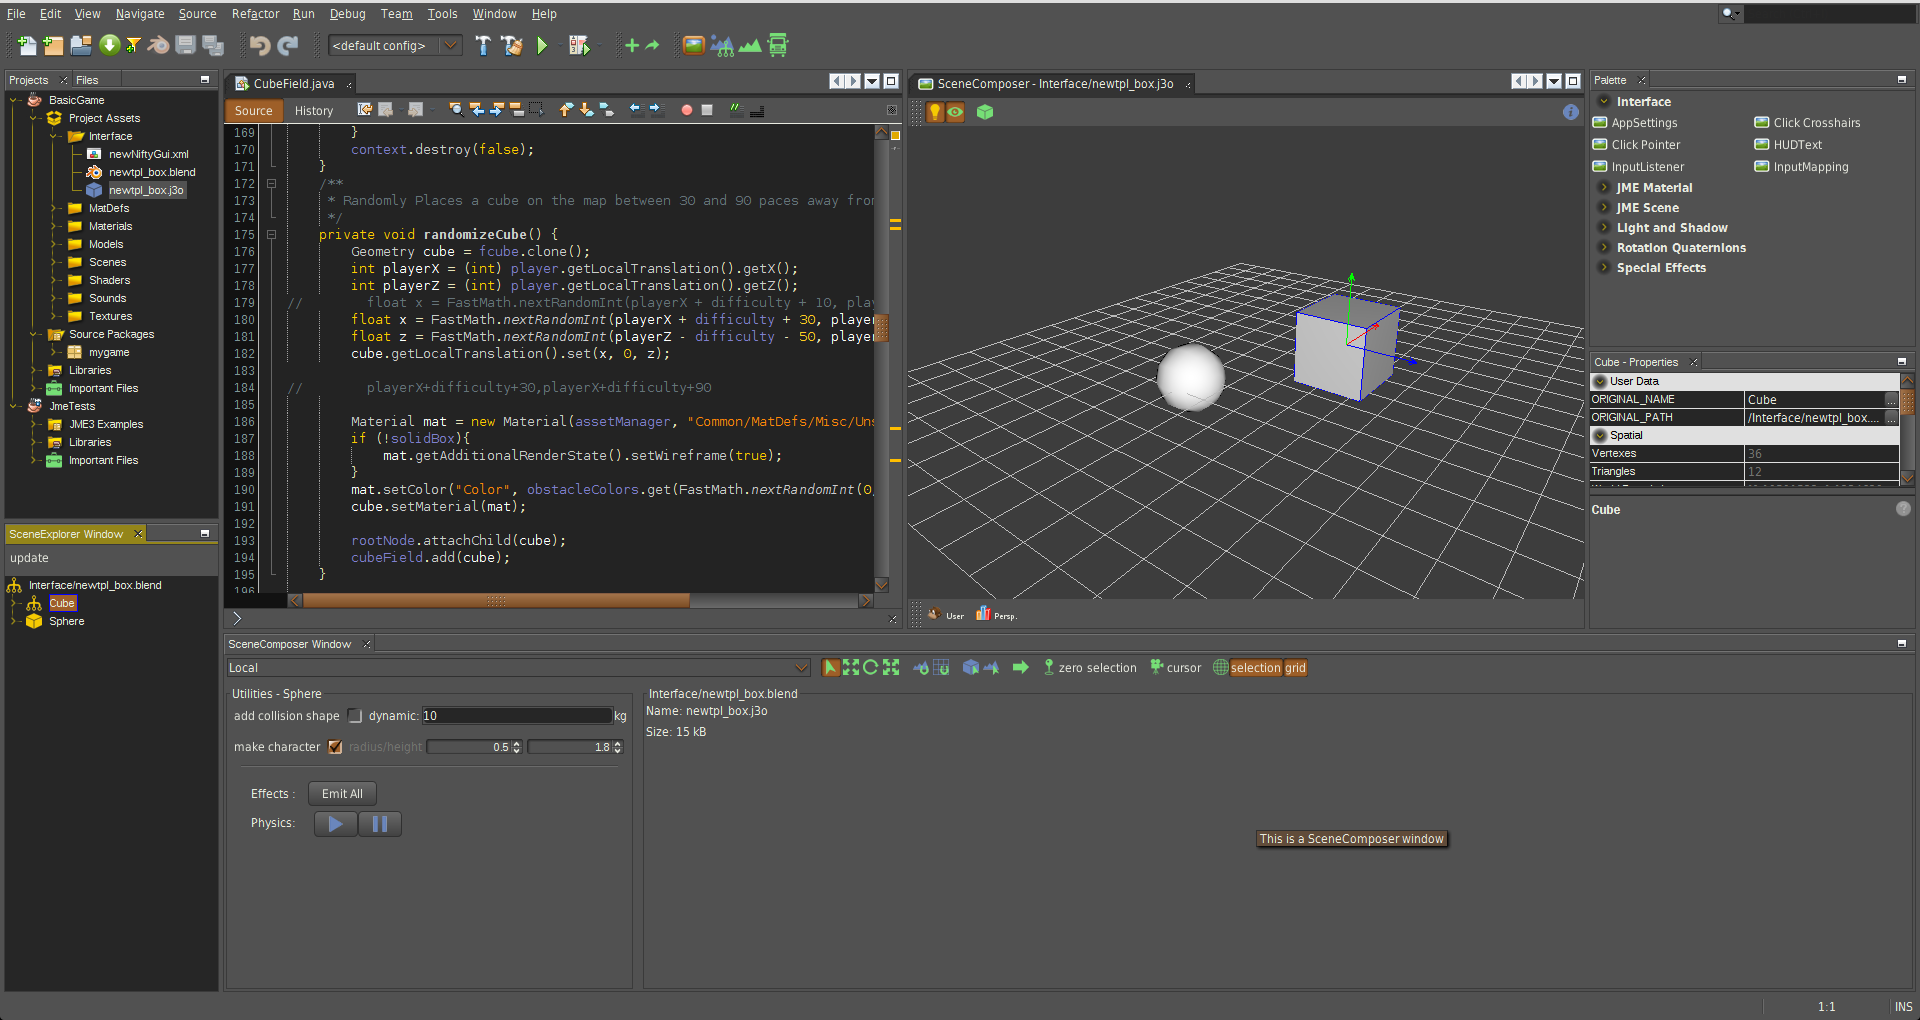 File Edit View Navigate Source Refactor Run Debug Team Tools Window Help
<default config>
Projects Files
BasicGame
Project Assets
Interface
newNiftyGui.xml
newtpl_box.blend
newtpl_box.j3o
MatDefs
Materials
Models
Scenes
Shaders
Sounds
Textures
Source Packages
mygame
Libraries
Important Files
JmeTests
JME3 Examples
Libraries
Important Files
SceneExplorer Window
update
Interface/newtpl_box.blend
Cube
Sphere
CubeField.java
Source History
169 }
170 context.destroy(false);
171 }
172 /**
173 * Randomly Places a cube on the map between 30 and 90 paces away from
174 */
175 private void randomizeCube() {
176 Geometry cube = fcube.clone();
177 int playerX = (int) player.getLocalTranslation().getX();
178 int playerZ = (int) player.getLocalTranslation().getZ();
179 // float x = FastMath.nextRandomInt(playerX + difficulty + 10, play
180 float x = FastMath.nextRandomInt(playerX + difficulty + 30, player
181 float z = FastMath.nextRandomInt(playerZ - difficulty - 50, player
182 cube.getLocalTranslation().set(x, 0, z);
183
184 // playerX+difficulty+30,playerX+difficulty+90
185
186 Material mat = new Material(assetManager, "Common/MatDefs/Misc/Uns
187 if (!solidBox){
188 mat.getAdditionalRenderState().setWireframe(true);
189 }
190 mat.setColor("Color", obstacleColors.get(FastMath.nextRandomInt(0,
191 cube.setMaterial(mat);
192
193 rootNode.attachChild(cube);
194 cubeField.add(cube);
195 }
196
SceneComposer - Interface/newtpl_box.j3o
User Persp.
Palette
Interface
AppSettings Click Crosshairs
Click Pointer HUDText
InputListener InputMapping
JME Material
JME Scene
Light and Shadow
Rotation Quaternions
Special Effects
Cube - Properties
User Data
ORIGINAL_NAME Cube ...
ORIGINAL_PATH /Interface/newtpl_box.... ...
Spatial
Vertexes 36
Triangles 12
Cube
SceneComposer Window
Local
zero selection cursor selection grid
Utilities - Sphere
add collision shape dynamic: 10 kg
make character radius/height 0.5 1.8
Effects : Emit All
Physics:
Interface/newtpl_box.blend
Name: newtpl_box.j3o
Size: 15 kB
This is a SceneComposer window
1:1 INS